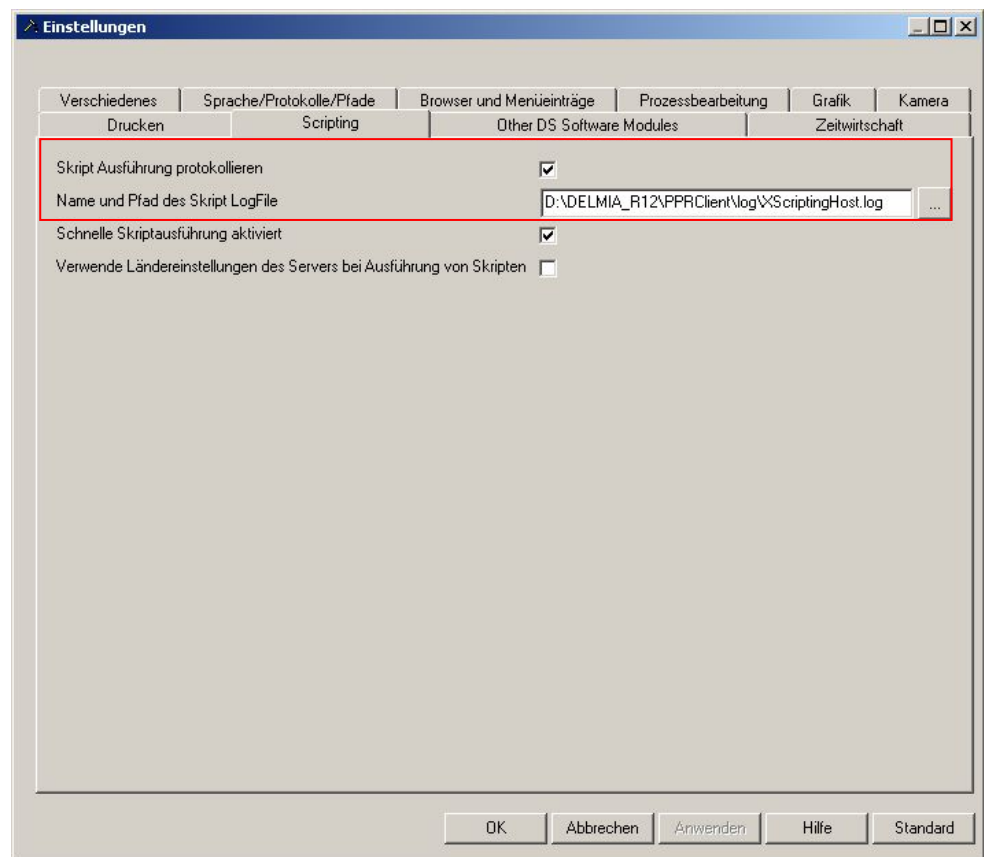 Einstellungen
Verschiedenes Sprache/Protokolle/Pfade Browser und Menüeinträge Prozessbearbeitung Grafik Kamera
Drucken Scripting Other DS Software Modules Zeitwirtschaft
Skript Ausführung protokollieren
Name und Pfad des Skript LogFile D:\DELMIA_R12\PPRClient\log\XScriptingHost.log ...
Schnelle Skriptausführung aktiviert
Verwende Ländereinstellungen des Servers bei Ausführung von Skripten
OK Abbrechen Anwenden Hilfe Standard